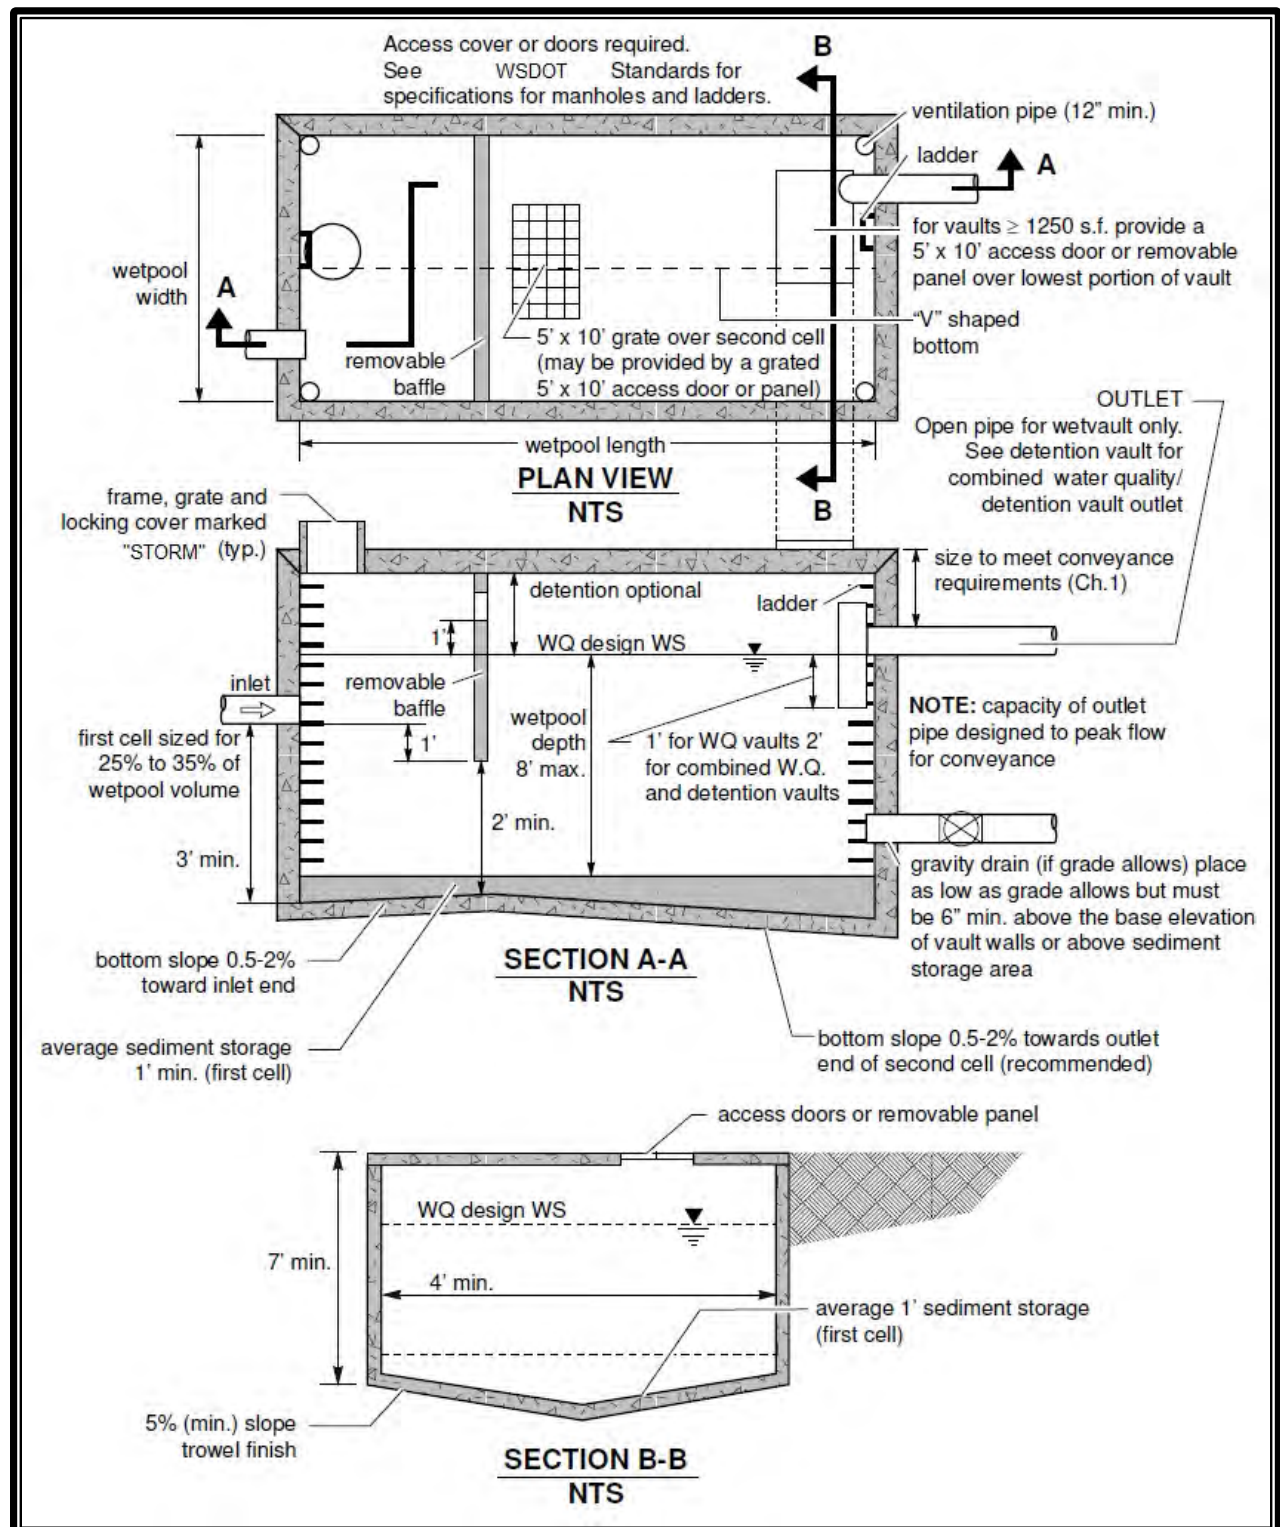 Access cover or doors required.
See WSDOT Standards for
specifications for manholes and ladders.
B
ventilation pipe (12" min.)
ladder
A
for vaults ≥ 1250 s.f. provide a
5' x 10' access door or removable
panel over lowest portion of vault
wetpool
width
A
"V" shaped
bottom
removable
baffle
5' x 10' grate over second cell
(may be provided by a grated
5' x 10' access door or panel)
OUTLET
Open pipe for wetvault only.
See detention vault for
combined water quality/
detention vault outlet
wetpool length
PLAN VIEW
NTS
B
frame, grate and
locking cover marked
"STORM" (typ.)
size to meet conveyance
requirements (Ch.1)
detention optional
ladder
1'
WQ design WS
inlet
removable
baffle
wetpool
depth
8' max.
NOTE: capacity of outlet
pipe designed to peak flow
for conveyance
first cell sized for
25% to 35% of
wetpool volume
1'
1' for WQ vaults 2'
for combined W.Q.
and detention vaults
2' min.
3' min.
gravity drain (if grade allows) place
as low as grade allows but must
be 6" min. above the base elevation
of vault walls or above sediment
storage area
SECTION A-A
NTS
bottom slope 0.5-2%
toward inlet end
average sediment storage
1' min. (first cell)
bottom slope 0.5-2% towards outlet
end of second cell (recommended)
access doors or removable panel
WQ design WS
7' min.
4' min.
average 1' sediment storage
(first cell)
5% (min.) slope
trowel finish
SECTION B-B
NTS